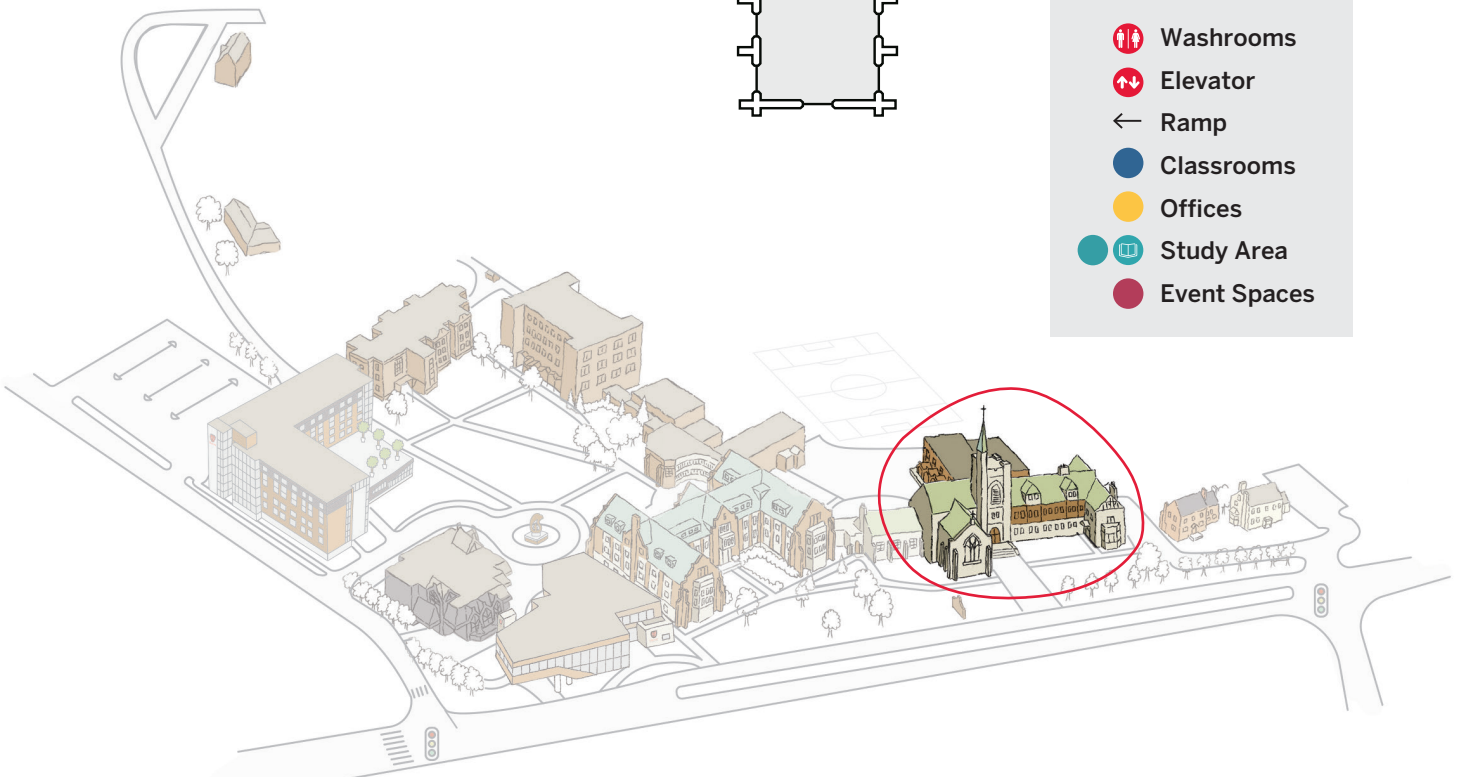 Washrooms
Elevator
Ramp
Classrooms
Offices
Study Area
Event Spaces